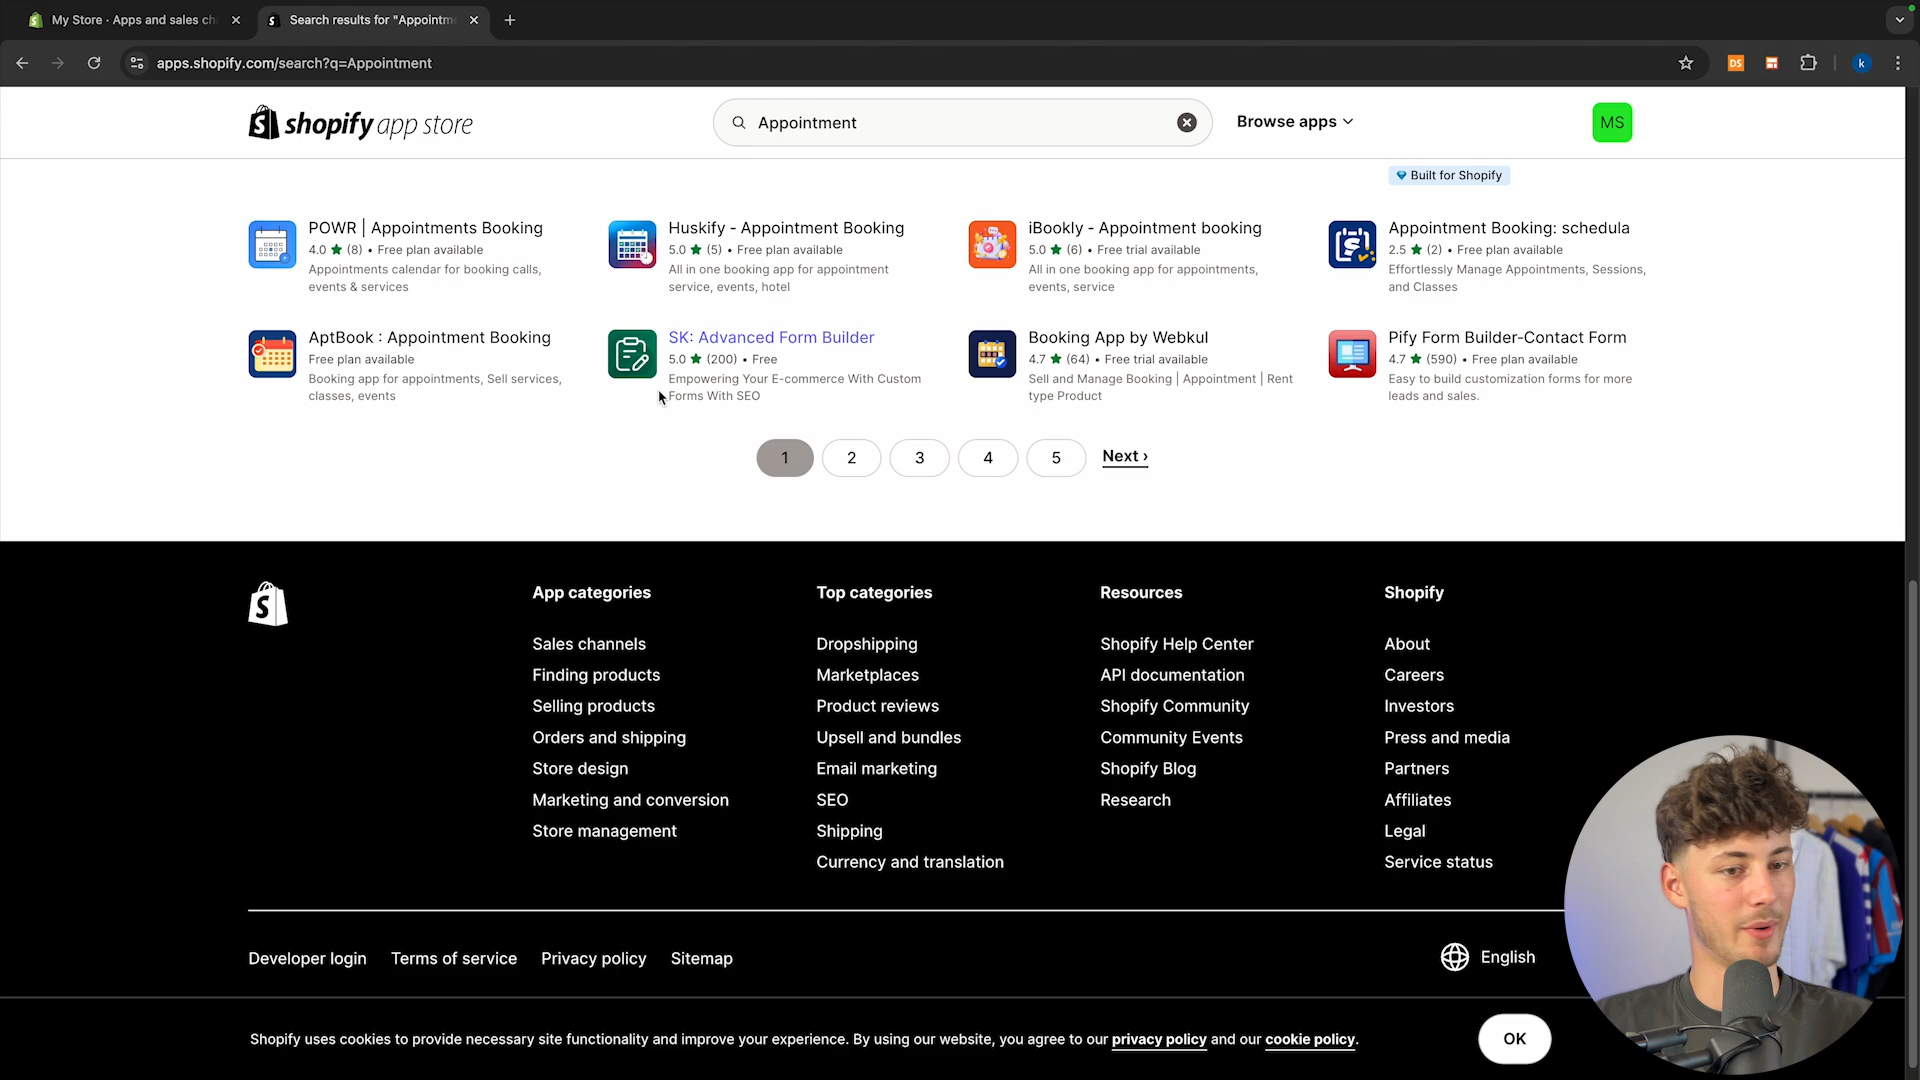 My Store · Apps and sales ch
Search results for "Appointme
apps.shopify.com/search?q=Appointment
DS
k
shopify app store
Appointment
Browse apps
MS
Built for Shopify
POWR | Appointments Booking
4.0 ★ (8) • Free plan available
Appointments calendar for booking calls,
events & services
Huskify - Appointment Booking
5.0 ★ (5) • Free plan available
All in one booking app for appointment
service, events, hotel
iBookly - Appointment booking
5.0 ★ (6) • Free trial available
All in one booking app for appointments,
events, service
Appointment Booking: schedula
2.5 ★ (2) • Free plan available
Effortlessly Manage Appointments, Sessions,
and Classes
AptBook : Appointment Booking
Free plan available
Booking app for appointments, Sell services,
classes, events
SK: Advanced Form Builder
5.0 ★ (200) • Free
Empowering Your E-commerce With Custom
Forms With SEO
Booking App by Webkul
4.7 ★ (64) • Free trial available
Sell and Manage Booking | Appointment | Rent
type Product
Pify Form Builder-Contact Form
4.7 ★ (590) • Free plan available
Easy to build customization forms for more
leads and sales.
1 2 3 4 5 Next ›
App categories
Sales channels
Finding products
Selling products
Orders and shipping
Store design
Marketing and conversion
Store management
Top categories
Dropshipping
Marketplaces
Product reviews
Upsell and bundles
Email marketing
SEO
Shipping
Currency and translation
Resources
Shopify Help Center
API documentation
Shopify Community
Community Events
Shopify Blog
Research
Shopify
About
Careers
Investors
Press and media
Partners
Affiliates
Legal
Service status
Developer login Terms of service Privacy policy Sitemap
English
Shopify uses cookies to provide necessary site functionality and improve your experience. By using our website, you agree to our privacy policy and our cookie policy.
OK